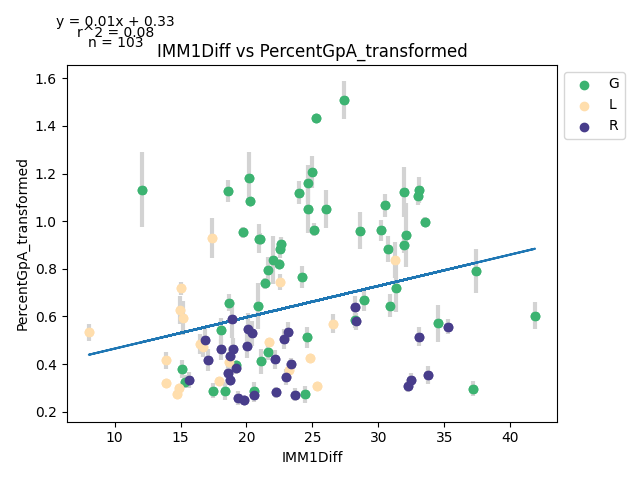 y = 0.01x + 0.33
r^2 = 0.08
n = 103
IMM1Diff vs PercentGpA_transformed
G
L
R
PercentGpA_transformed
1.6
1.4
1.2
1.0
0.8
0.6
0.4
0.2
10 15 20 25 30 35 40
IMM1Diff